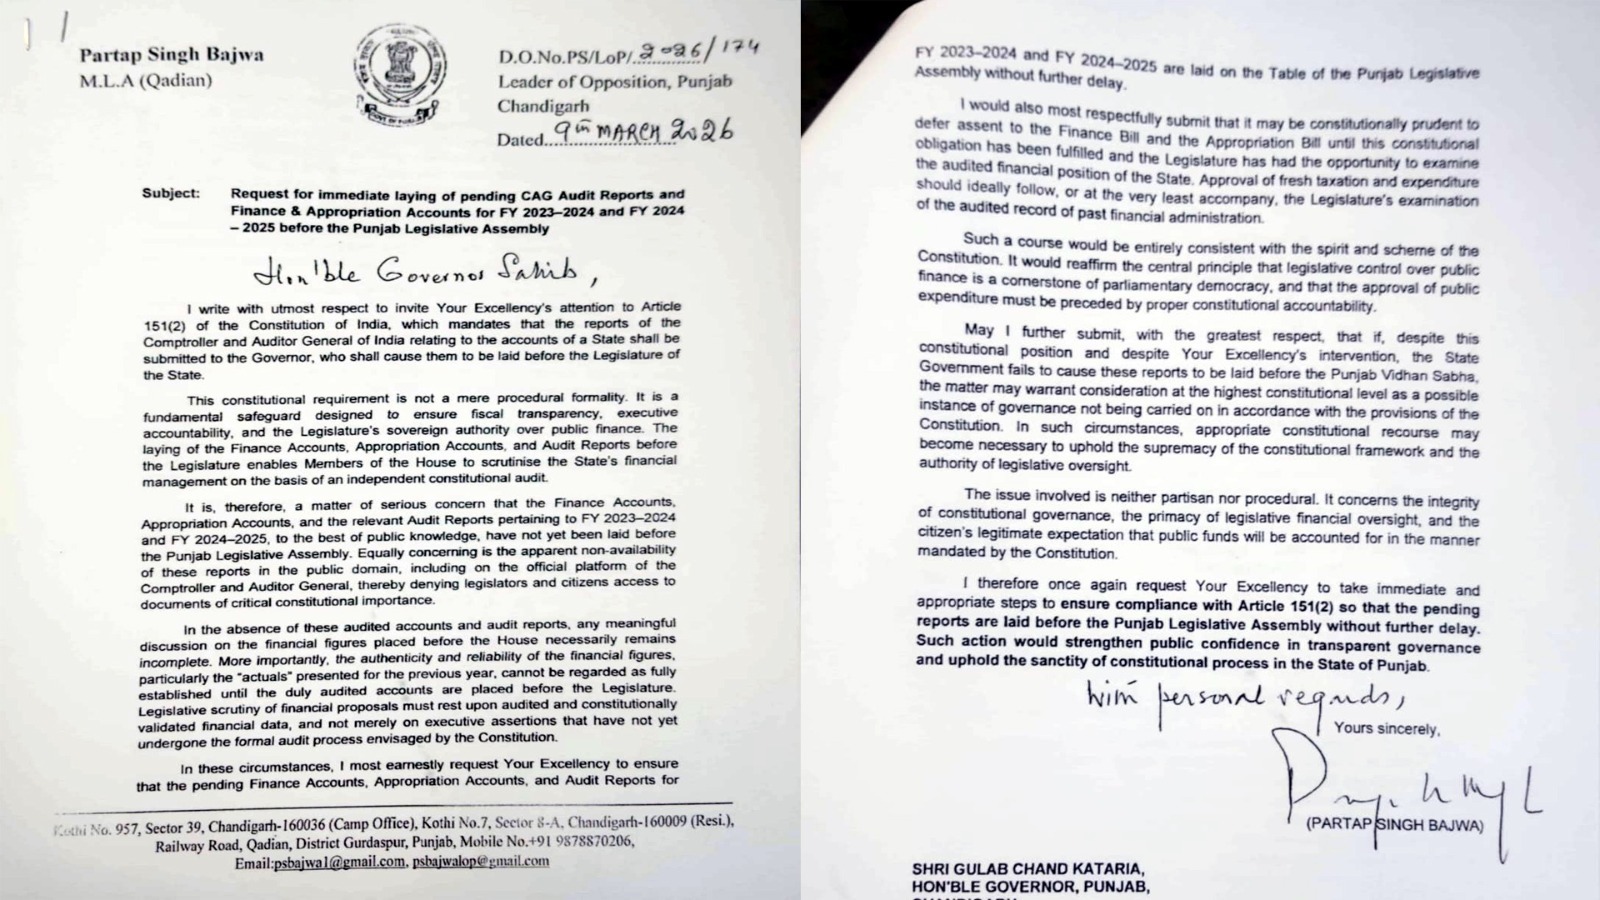 Partap Singh Bajwa
M.L.A (Qadian)
D.O.No.PS/LoP/.2026/174
Leader of Opposition, Punjab
Chandigarh
Dated...9th MARCH 2026
Subject: Request for immediate laying of pending CAG Audit Reports and
Finance & Appropriation Accounts for FY 2023–2024 and FY 2024
– 2025 before the Punjab Legislative Assembly
Hon'ble Governor Sahib,
I write with utmost respect to invite Your Excellency's attention to Article
151(2) of the Constitution of India, which mandates that the reports of the
Comptroller and Auditor General of India relating to the accounts of a State shall be
submitted to the Governor, who shall cause them to be laid before the Legislature of
the State.
This constitutional requirement is not a mere procedural formality. It is a
fundamental safeguard designed to ensure fiscal transparency, executive
accountability, and the Legislature's sovereign authority over public finance. The
laying of the Finance Accounts, Appropriation Accounts, and Audit Reports before
the Legislature enables Members of the House to scrutinise the State's financial
management on the basis of an independent constitutional audit.
It is, therefore, a matter of serious concern that the Finance Accounts,
Appropriation Accounts, and the relevant Audit Reports pertaining to FY 2023–2024
and FY 2024–2025, to the best of public knowledge, have not yet been laid before
the Punjab Legislative Assembly. Equally concerning is the apparent non-availability
of these reports in the public domain, including on the official platform of the
Comptroller and Auditor General, thereby denying legislators and citizens access to
documents of critical constitutional importance.
In the absence of these audited accounts and audit reports, any meaningful
discussion on the financial figures placed before the House necessarily remains
incomplete. More importantly, the authenticity and reliability of the financial figures,
particularly the "actuals" presented for the previous year, cannot be regarded as fully
established until the duly audited accounts are placed before the Legislature.
Legislative scrutiny of financial proposals must rest upon audited and constitutionally
validated financial data, and not merely on executive assertions that have not yet
undergone the formal audit process envisaged by the Constitution.
In these circumstances, I most earnestly request Your Excellency to ensure
that the pending Finance Accounts, Appropriation Accounts, and Audit Reports for
Kothi No. 957, Sector 39, Chandigarh-160036 (Camp Office), Kothi No.7, Sector 8-A, Chandigarh-160009 (Resi.),
Railway Road, Qadian, District Gurdaspur, Punjab, Mobile No.+91 9878870206,
Email:psbajwa1@gmail.com, psbajwalop@gmail.com
FY 2023–2024 and FY 2024–2025 are laid on the Table of the Punjab Legislative
Assembly without further delay.
I would also most respectfully submit that it may be constitutionally prudent to
defer assent to the Finance Bill and the Appropriation Bill until this constitutional
obligation has been fulfilled and the Legislature has had the opportunity to examine
the audited financial position of the State. Approval of fresh taxation and expenditure
should ideally follow, or at the very least accompany, the Legislature's examination
of the audited record of past financial administration.
Such a course would be entirely consistent with the spirit and scheme of the
Constitution. It would reaffirm the central principle that legislative control over public
finance is a cornerstone of parliamentary democracy, and that the approval of public
expenditure must be preceded by proper constitutional accountability.
May I further submit, with the greatest respect, that if, despite this
constitutional position and despite Your Excellency's intervention, the State
Government fails to cause these reports to be laid before the Punjab Vidhan Sabha,
the matter may warrant consideration at the highest constitutional level as a possible
instance of governance not being carried on in accordance with the provisions of the
Constitution. In such circumstances, appropriate constitutional recourse may
become necessary to uphold the supremacy of the constitutional framework and the
authority of legislative oversight.
The issue involved is neither partisan nor procedural. It concerns the integrity
of constitutional governance, the primacy of legislative financial oversight, and the
citizen's legitimate expectation that public funds will be accounted for in the manner
mandated by the Constitution.
I therefore once again request Your Excellency to take immediate and
appropriate steps to ensure compliance with Article 151(2) so that the pending
reports are laid before the Punjab Legislative Assembly without further delay.
Such action would strengthen public confidence in transparent governance
and uphold the sanctity of constitutional process in the State of Punjab.
With personal regards,
Yours sincerely,
(PARTAP SINGH BAJWA)
SHRI GULAB CHAND KATARIA,
HON'BLE GOVERNOR, PUNJAB,